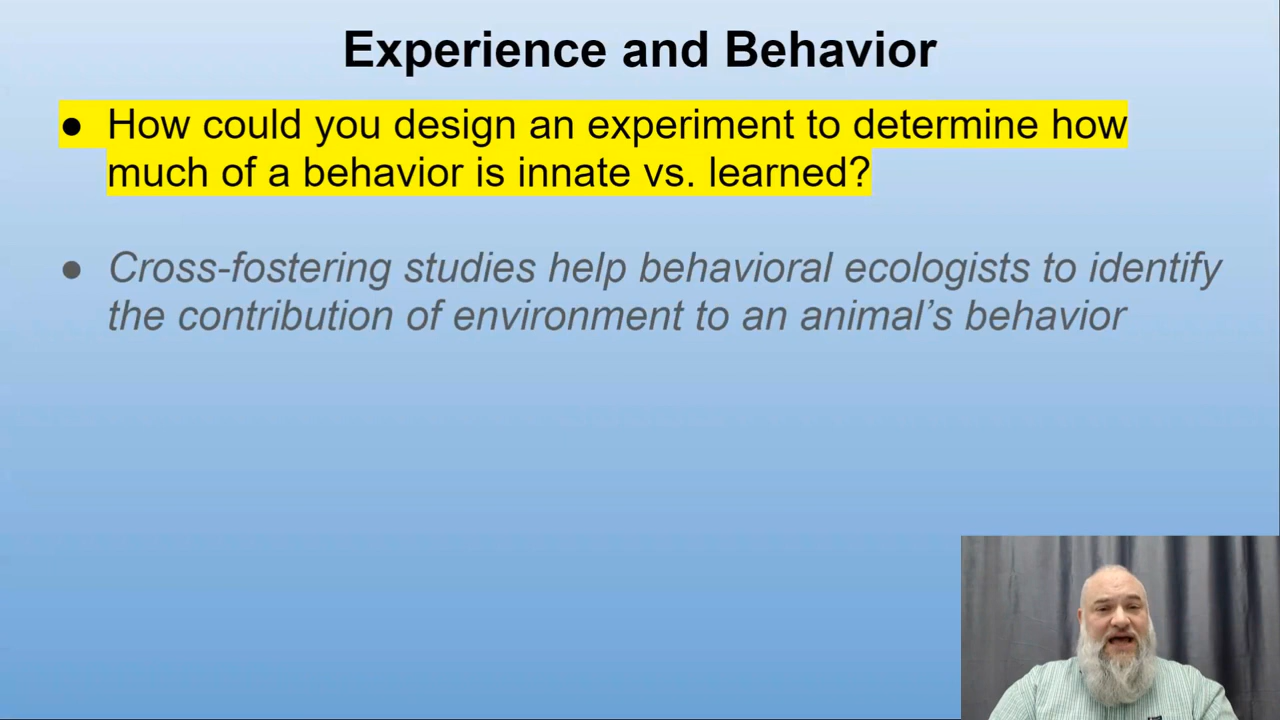 Experience and Behavior
● How could you design an experiment to determine how
much of a behavior is innate vs. learned?
● Cross-fostering studies help behavioral ecologists to identify
the contribution of environment to an animal's behavior